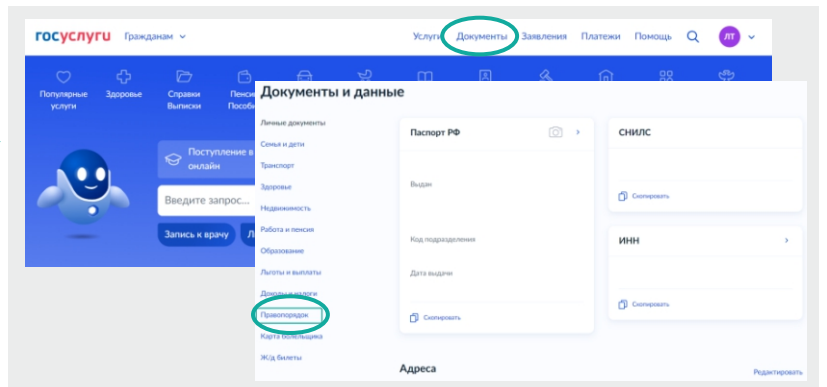 госуслуги Гражданам
Услуги Документы Заявления Платежи Помощь ЛТ
Популярные услуги
Здоровье
Справки Выписки
Документы и данные
Поступление в
онлайн
Введите запрос...
Запись к врачу
Личные документы
Семья и дети
Транспорт
Здоровье
Недвижимость
Работа и пенсия
Образование
Льготы и выплаты
Доходы и налоги
Правопорядок
Карта болельщика
Ж/д билеты
Паспорт РФ
Выдан
Код подразделения
Дата выдачи
Скопировать
СНИЛС
Скопировать
ИНН
Скопировать
Адреса
Редактировать